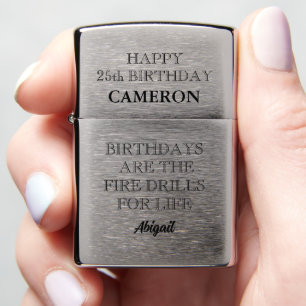 HAPPY
25th BIRTHDAY
CAMERON
BIRTHDAYS
ARE THE
FIRE DRILLS
FOR LIFE
Abigail